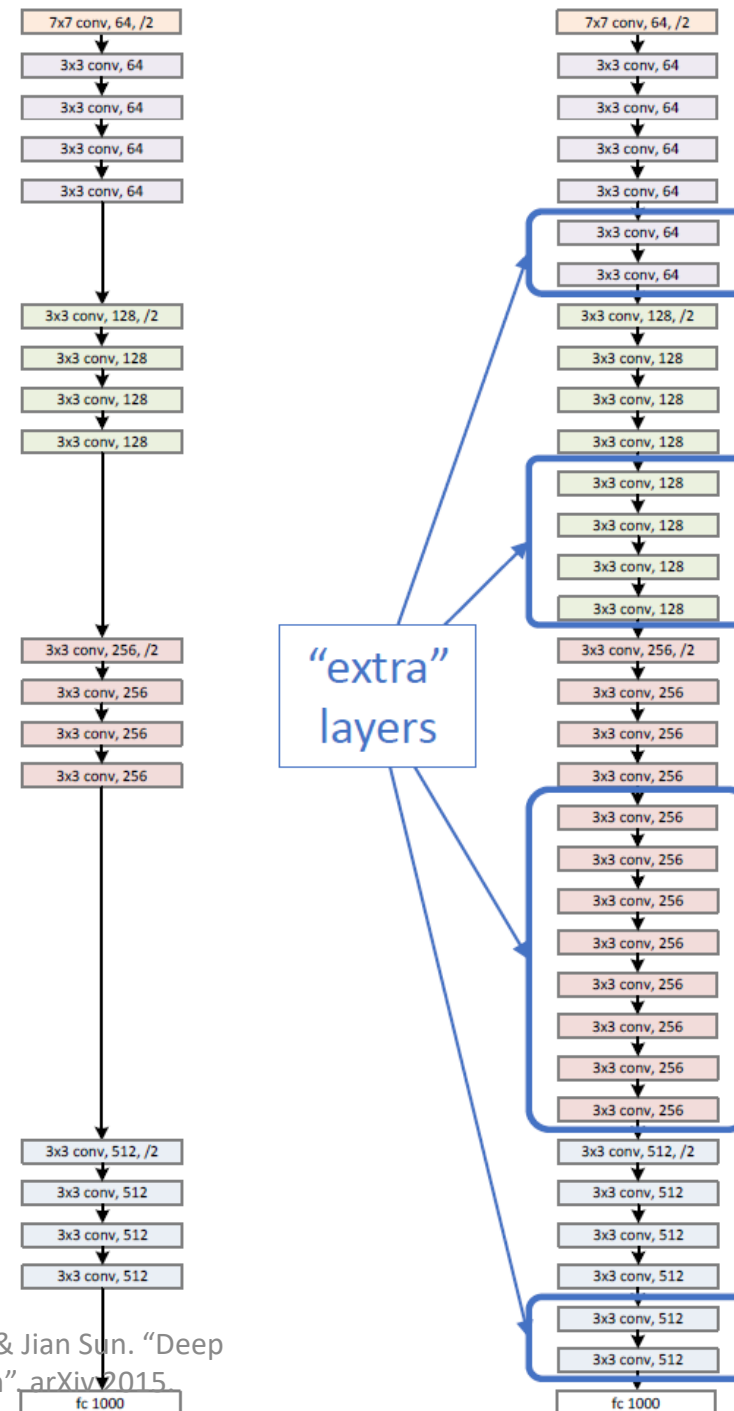 7x7 conv, 64, /2
3x3 conv, 64
3x3 conv, 64
3x3 conv, 64
3x3 conv, 64
3x3 conv, 128, /2
3x3 conv, 128
3x3 conv, 128
3x3 conv, 128
3x3 conv, 256, /2
3x3 conv, 256
3x3 conv, 256
3x3 conv, 256
3x3 conv, 512, /2
3x3 conv, 512
3x3 conv, 512
3x3 conv, 512
& Jian Sun. “Deep
”. arXiv 2015.
fc 1000
“extra”
layers
7x7 conv, 64, /2
3x3 conv, 64
3x3 conv, 64
3x3 conv, 64
3x3 conv, 64
3x3 conv, 64
3x3 conv, 64
3x3 conv, 128, /2
3x3 conv, 128
3x3 conv, 128
3x3 conv, 128
3x3 conv, 128
3x3 conv, 128
3x3 conv, 128
3x3 conv, 128
3x3 conv, 256, /2
3x3 conv, 256
3x3 conv, 256
3x3 conv, 256
3x3 conv, 256
3x3 conv, 256
3x3 conv, 256
3x3 conv, 256
3x3 conv, 256
3x3 conv, 256
3x3 conv, 256
3x3 conv, 256
3x3 conv, 512, /2
3x3 conv, 512
3x3 conv, 512
3x3 conv, 512
3x3 conv, 512
3x3 conv, 512
fc 1000